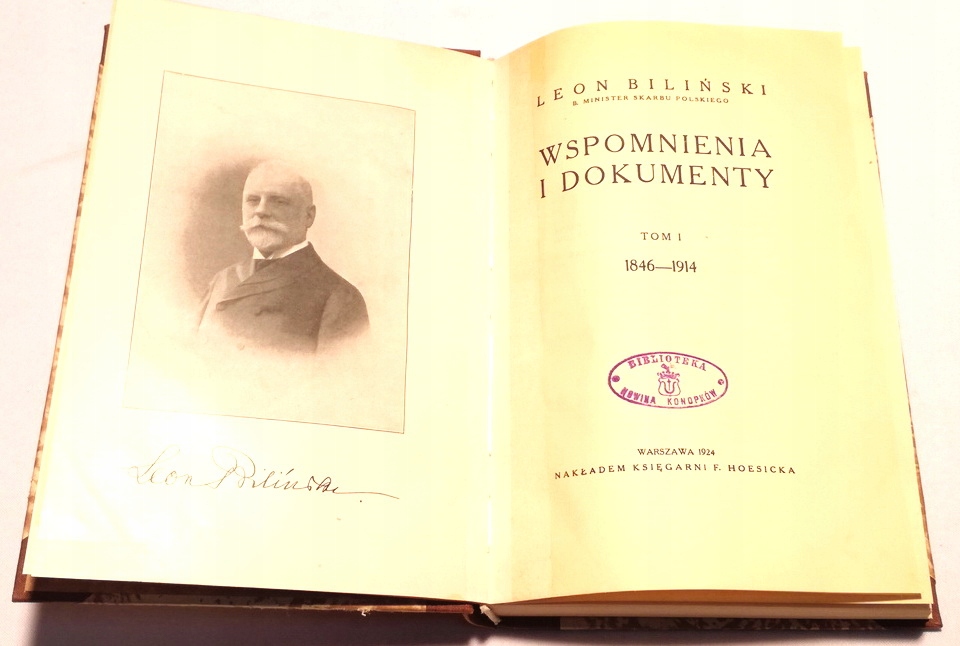 Leon Biliński
LEON BILIŃSKI
B. MINISTER SKARBU POLSKIEGO
WSPOMNIENIA
I DOKUMENTY
TOM I
1846—1914
BIBLIOTEKA
NOWINA KONOPKÓW
WARSZAWA 1924
NAKŁADEM KSIĘGARNI F. HOESICKA